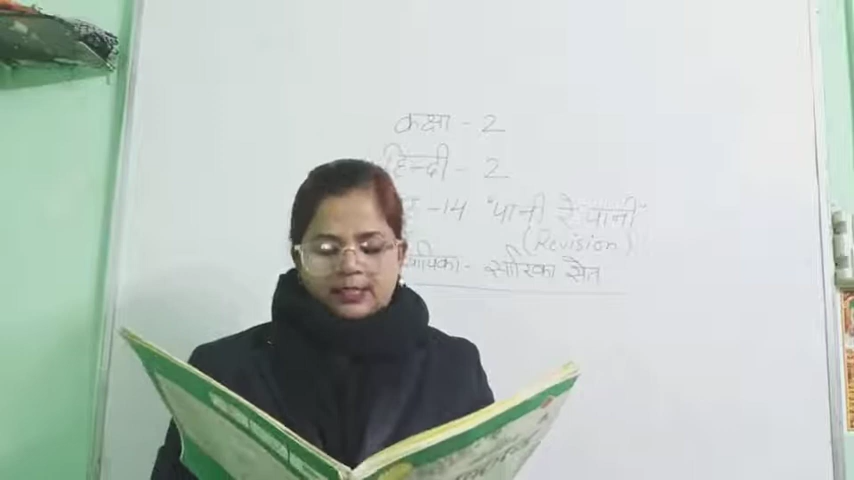 कक्षा - 2
हिन्दी - 2
-14 "पानी रे पानी"
(Revision)
सारिका सैन